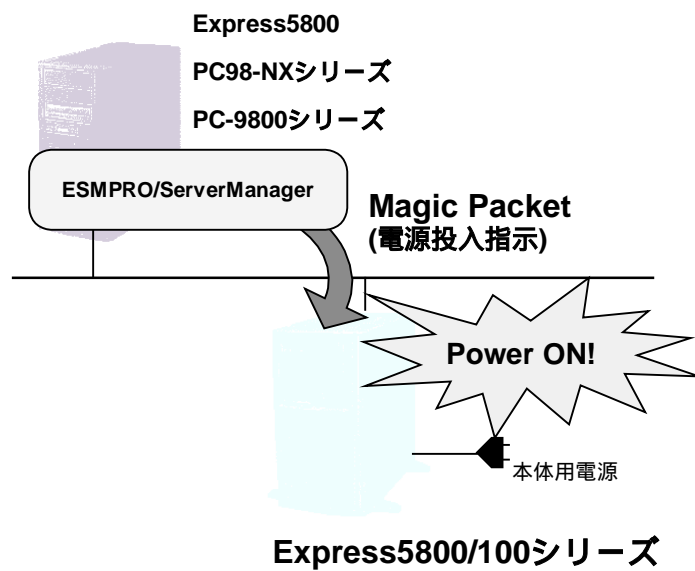 Express5800
PC98-NXシリーズ
PC-9800シリーズ
ESMPRO/ServerManager
Magic Packet
(電源投入指示)
Power ON!
本体用電源
Express5800/100シリーズ